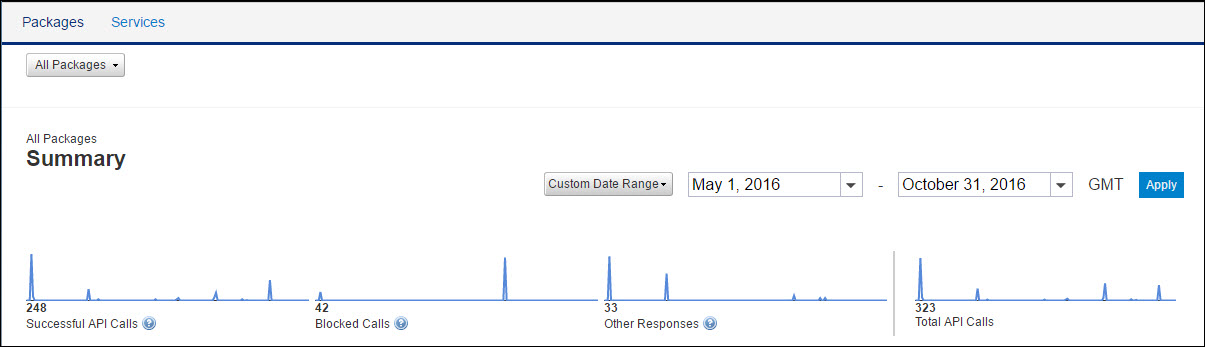 Packages Services
All Packages
All Packages
Summary
Custom Date Range May 1, 2016 - October 31, 2016 GMT Apply
248 42 33 323
Successful API Calls ? Blocked Calls ? Other Responses ? Total API Calls